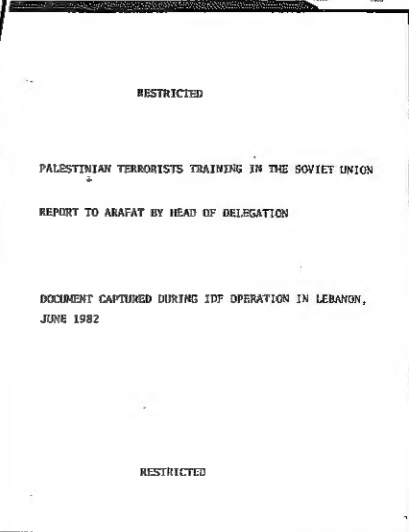 RESTRICTED
PALESTINIAN TERRORISTS TRAINING IN THE SOVIET UNION
REPORT TO ARAFAT BY HEAD OF DELEGATION
DOCUMENT CAPTURED DURING IDF OPERATION IN LEBANON,
JUNE 1982
RESTRICTED